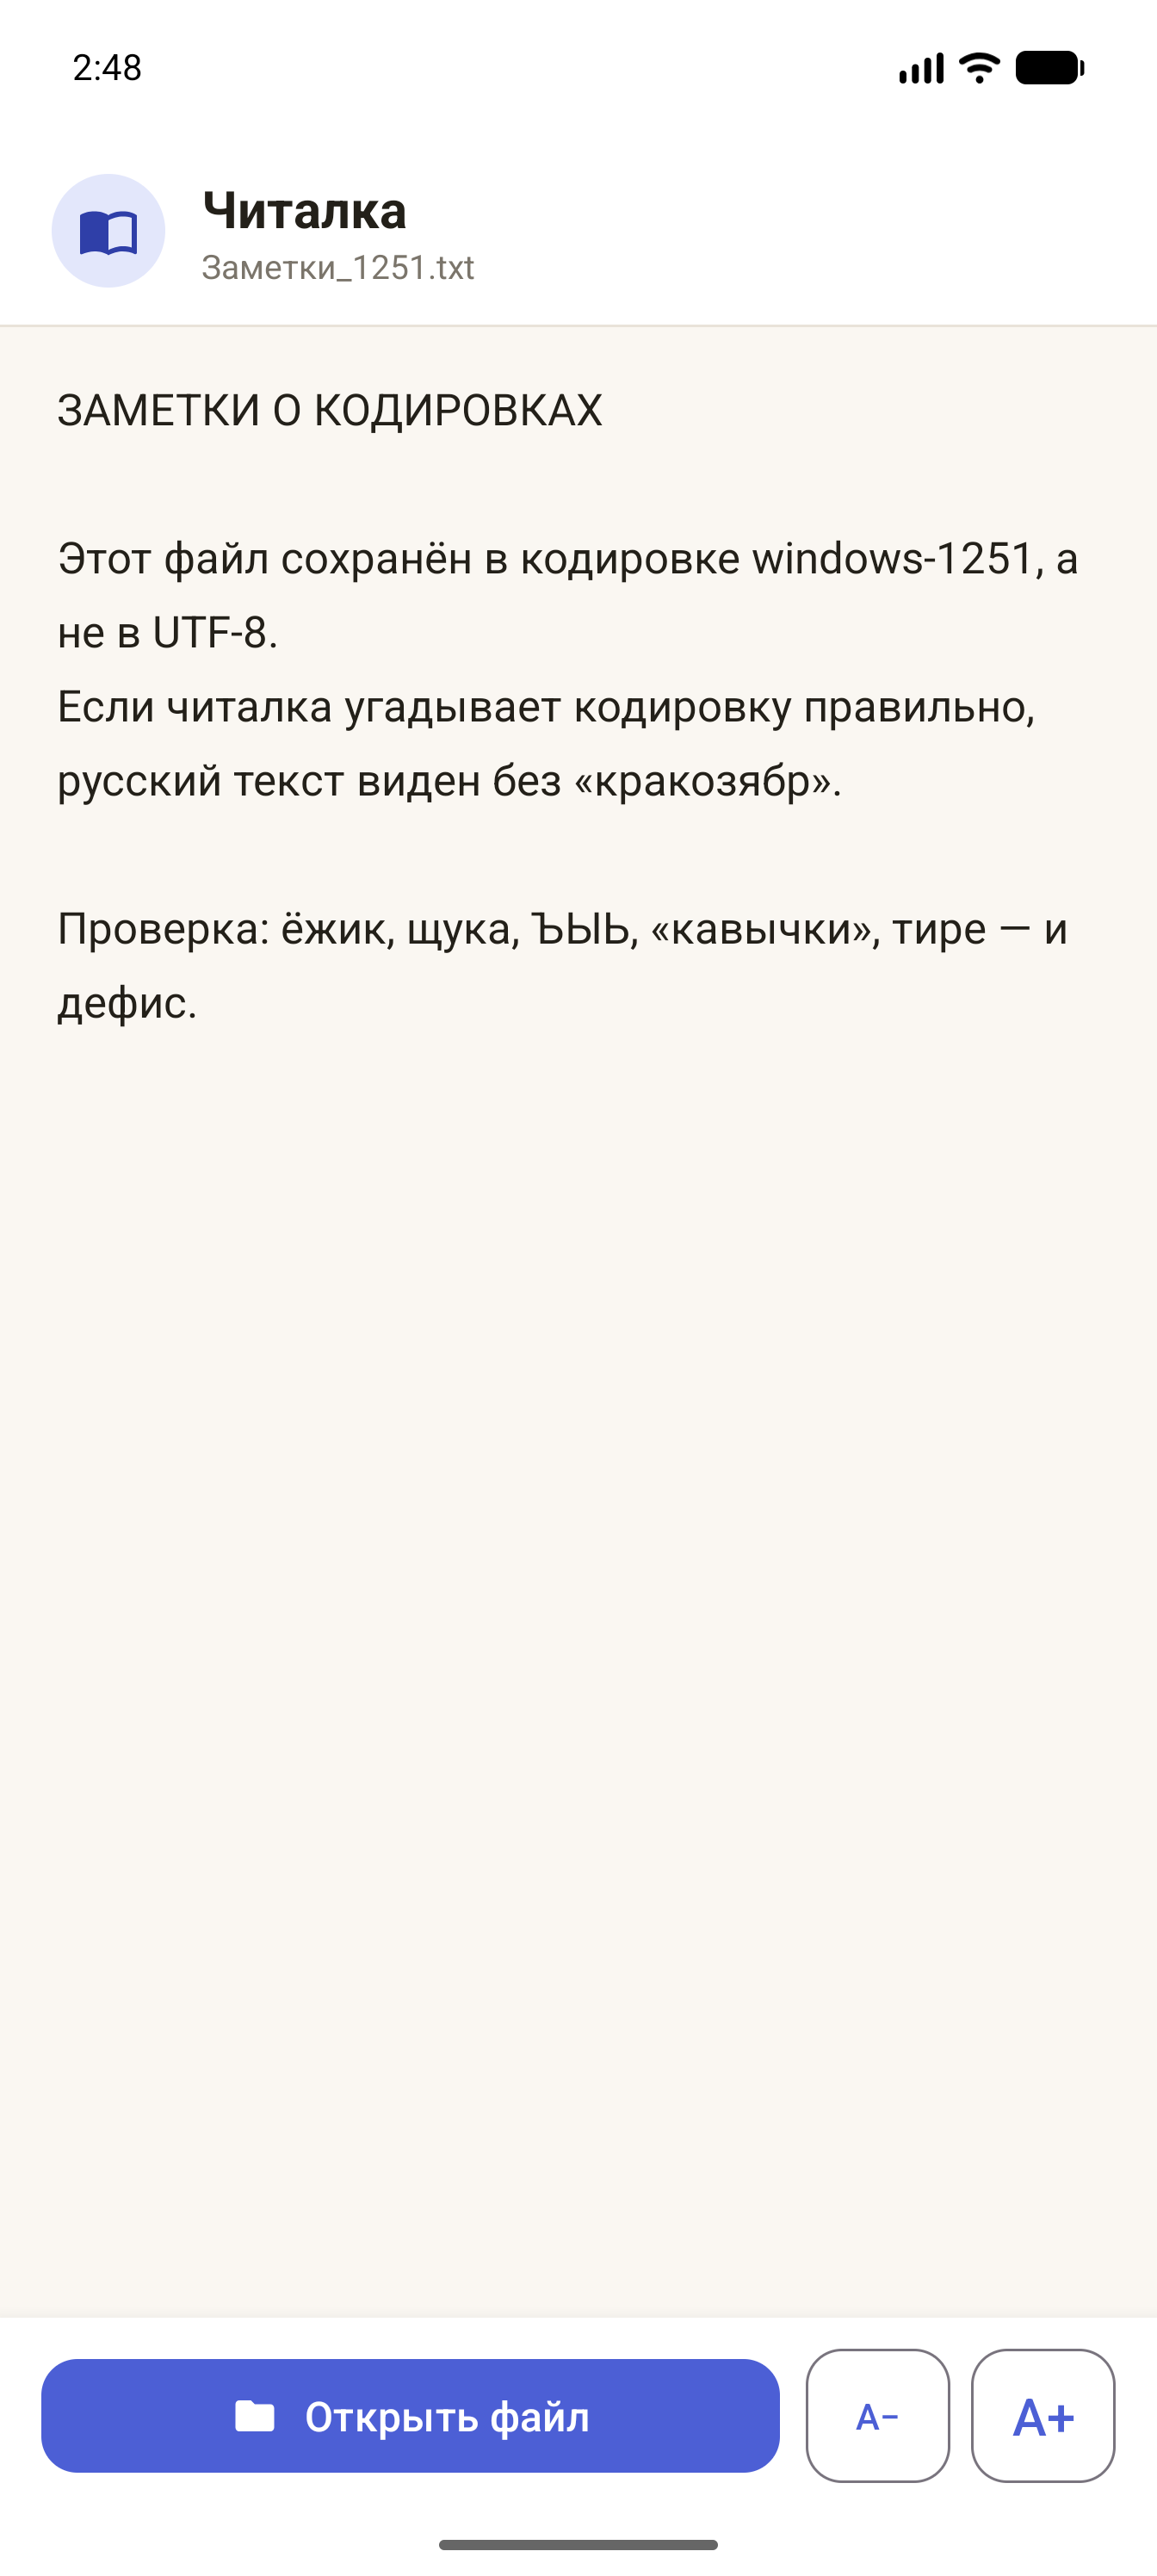 2:48
Читалка
Заметки_1251.txt
ЗАМЕТКИ О КОДИРОВКАХ
Этот файл сохранён в кодировке windows-1251, а
не в UTF-8.
Если читалка угадывает кодировку правильно,
русский текст виден без «кракозябр».
Проверка: ёжик, щука, ЪЫЬ, «кавычки», тире — и
дефис.
Открыть файл
A−
A+